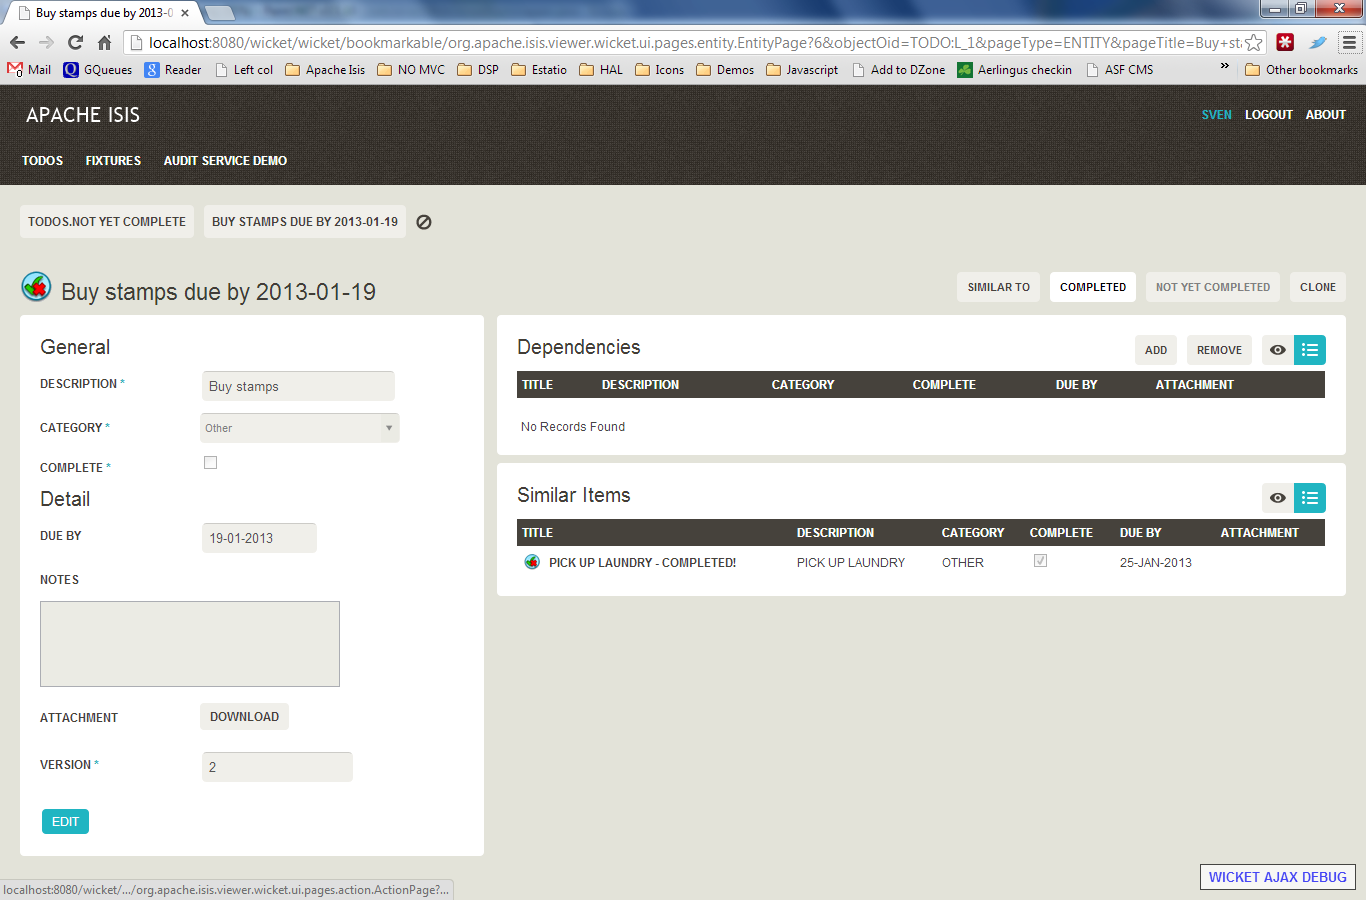 Buy stamps due by 2013-0
localhost:8080/wicket/wicket/bookmarkable/org.apache.isis.viewer.wicket.ui.pages.entity.EntityPage?6&objectOid=TODO:L_1&pageType=ENTITY&pageTitle=Buy+sta
Mail GQueues Reader Left col Apache Isis NO MVC DSP Estatio HAL Icons Demos Javascript Add to DZone Aerlingus checkin ASF CMS » Other bookmarks
APACHE ISIS
SVEN LOGOUT ABOUT
TODOS FIXTURES AUDIT SERVICE DEMO
TODOS.NOT YET COMPLETE BUY STAMPS DUE BY 2013-01-19
Buy stamps due by 2013-01-19
SIMILAR TO COMPLETED NOT YET COMPLETED CLONE
General
DESCRIPTION * Buy stamps
CATEGORY * Other
COMPLETE *
Detail
DUE BY 19-01-2013
NOTES
ATTACHMENT DOWNLOAD
VERSION * 2
EDIT
Dependencies
ADD REMOVE
TITLE DESCRIPTION CATEGORY COMPLETE DUE BY ATTACHMENT
No Records Found
Similar Items
TITLE DESCRIPTION CATEGORY COMPLETE DUE BY ATTACHMENT
PICK UP LAUNDRY - COMPLETED! PICK UP LAUNDRY OTHER 25-JAN-2013
localhost:8080/wicket/.../org.apache.isis.viewer.wicket.ui.pages.action.ActionPage?...
WICKET AJAX DEBUG